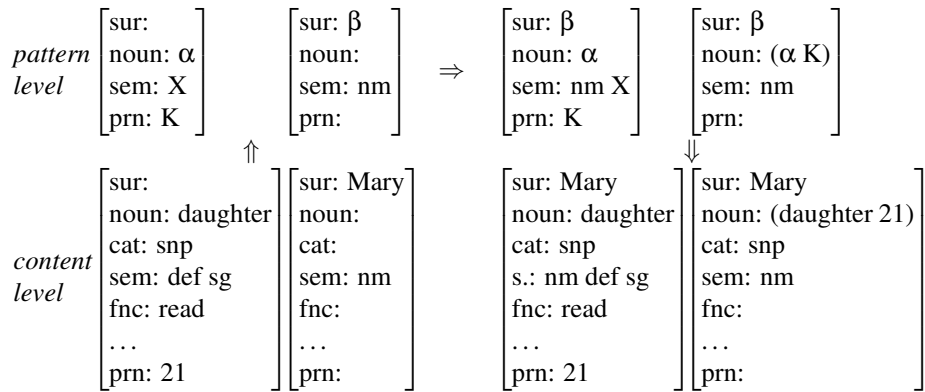 sur: sur: β sur: β sur: β
pattern noun: α noun: ⇒ noun: α noun: (α K)
level sem: X sem: nm sem: nm X sem: nm
prn: K prn: prn: K prn:
⇑ ⇓
sur: sur: Mary sur: Mary sur: Mary
noun: daughter noun: noun: daughter noun: (daughter 21)
cat: snp cat: cat: snp cat: snp
content sem: def sg sem: nm s.: nm def sg sem: nm
level fnc: read fnc: fnc: read fnc:
... ... ... ...
prn: 21 prn: prn: 21 prn: